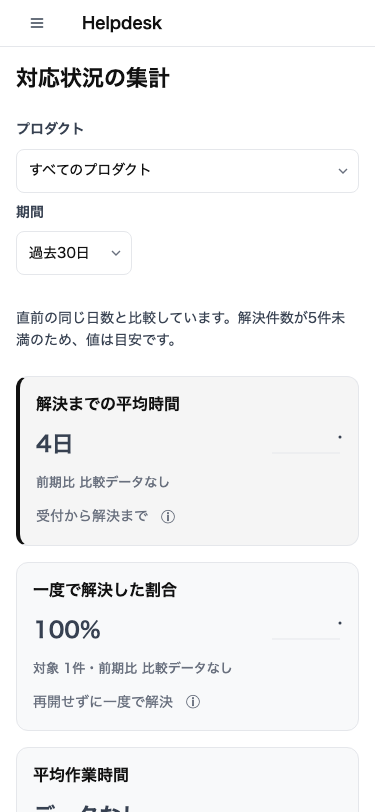 Helpdesk
対応状況の集計
プロダクト
すべてのプロダクト
期間
過去30日
直前の同じ日数と比較しています。解決件数が5件未
満のため、値は目安です。
解決までの平均時間
4日
前期比 比較データなし
受付から解決まで
一度で解決した割合
100%
対象 1件・前期比 比較データなし
再開せずに一度で解決
平均作業時間
データなし